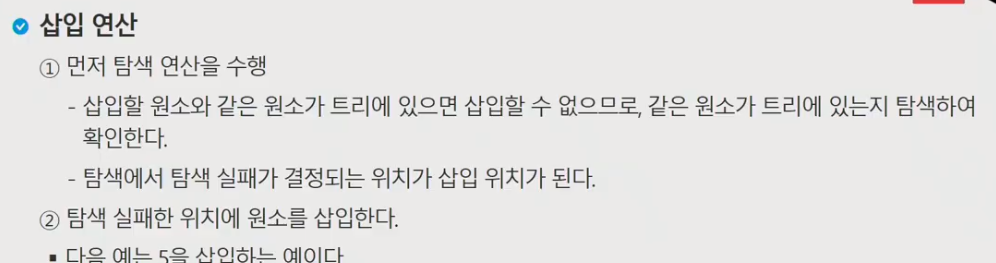 삽입 연산
① 먼저 탐색 연산을 수행
- 삽입할 원소와 같은 원소가 트리에 있으면 삽입할 수 없으므로, 같은 원소가 트리에 있는지 탐색하여
확인한다.
- 탐색에서 탐색 실패가 결정되는 위치가 삽입 위치가 된다.
② 탐색 실패한 위치에 원소를 삽입한다.
▪ 다음 예는 5을 삽입하는 예이다